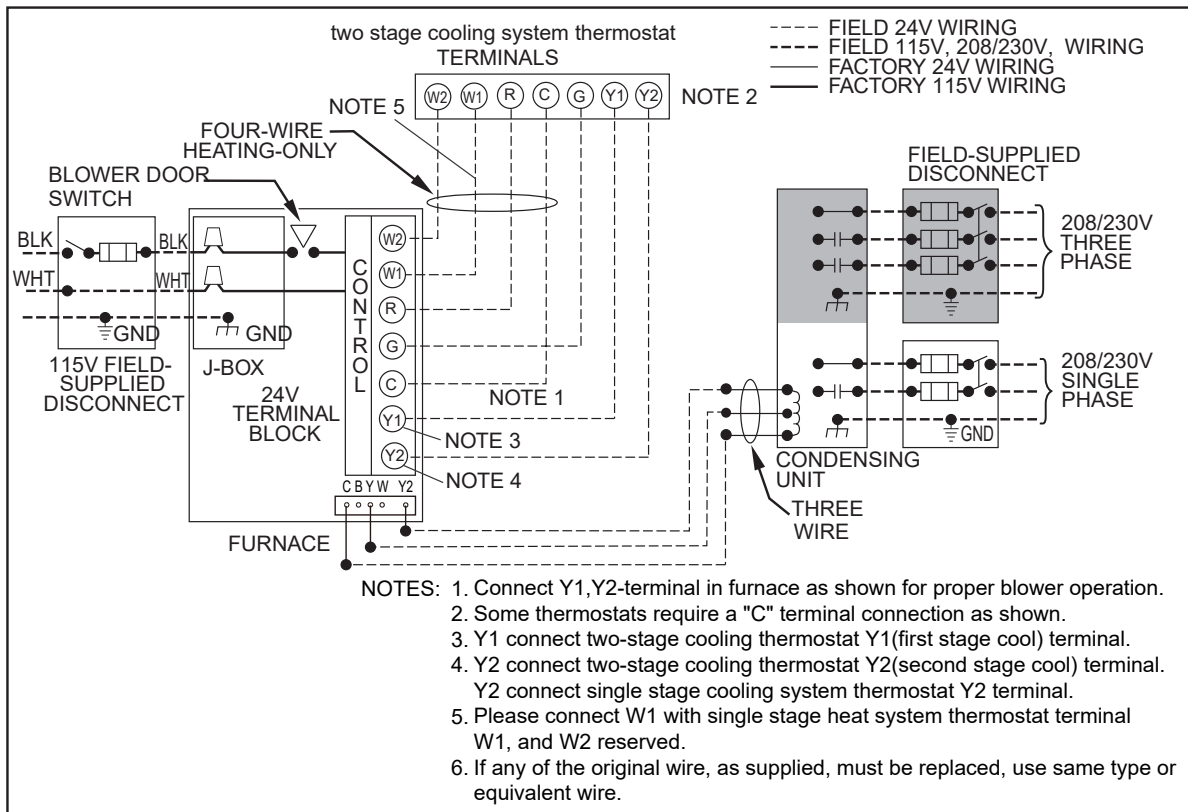 two stage cooling system thermostat
TERMINALS
FIELD 24V WIRING
FIELD 115V, 208/230V, WIRING
FACTORY 24V WIRING
FACTORY 115V WIRING
W2 W1 R C G Y1 Y2
NOTE 2
NOTE 5
FOUR-WIRE
HEATING-ONLY
BLOWER DOOR
SWITCH
BLK
BLK
WHT
WHT
GND
GND
115V FIELD-
SUPPLIED
DISCONNECT
J-BOX
24V
TERMINAL
BLOCK
CONTROL
W2
W1
R
G
C
Y1
Y2
NOTE 1
NOTE 3
NOTE 4
C B Y W Y2
FURNACE
FIELD-SUPPLIED
DISCONNECT
208/230V
THREE
PHASE
208/230V
SINGLE
PHASE
GND
CONDENSING
UNIT
THREE
WIRE
NOTES: 1. Connect Y1,Y2-terminal in furnace as shown for proper blower operation.
2. Some thermostats require a "C" terminal connection as shown.
3. Y1 connect two-stage cooling thermostat Y1(first stage cool) terminal.
4. Y2 connect two-stage cooling thermostat Y2(second stage cool) terminal.
Y2 connect single stage cooling system thermostat Y2 terminal.
5. Please connect W1 with single stage heat system thermostat terminal
W1, and W2 reserved.
6. If any of the original wire, as supplied, must be replaced, use same type or
equivalent wire.